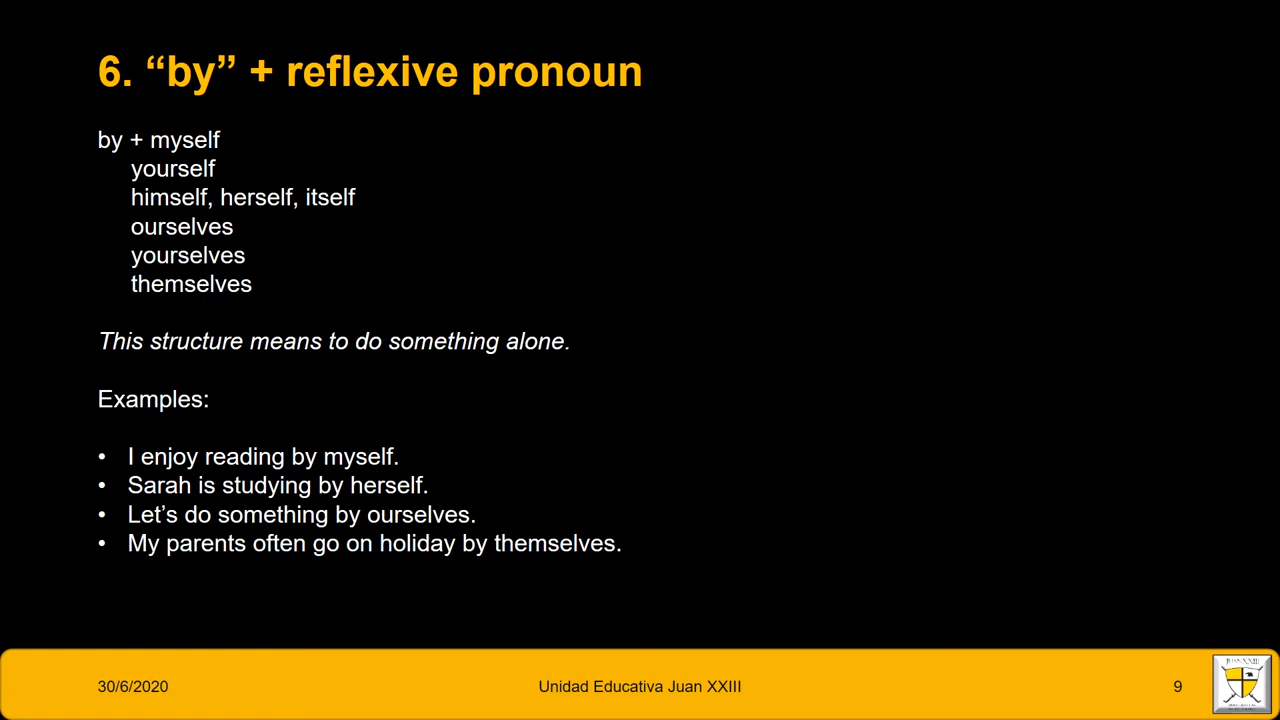 6. “by” + reflexive pronoun
by + myself
yourself
himself, herself, itself
ourselves
yourselves
themselves
This structure means to do something alone.
Examples:
• I enjoy reading by myself.
• Sarah is studying by herself.
• Let’s do something by ourselves.
• My parents often go on holiday by themselves.
30/6/2020
Unidad Educativa Juan XXIII
9
JUAN XXIII